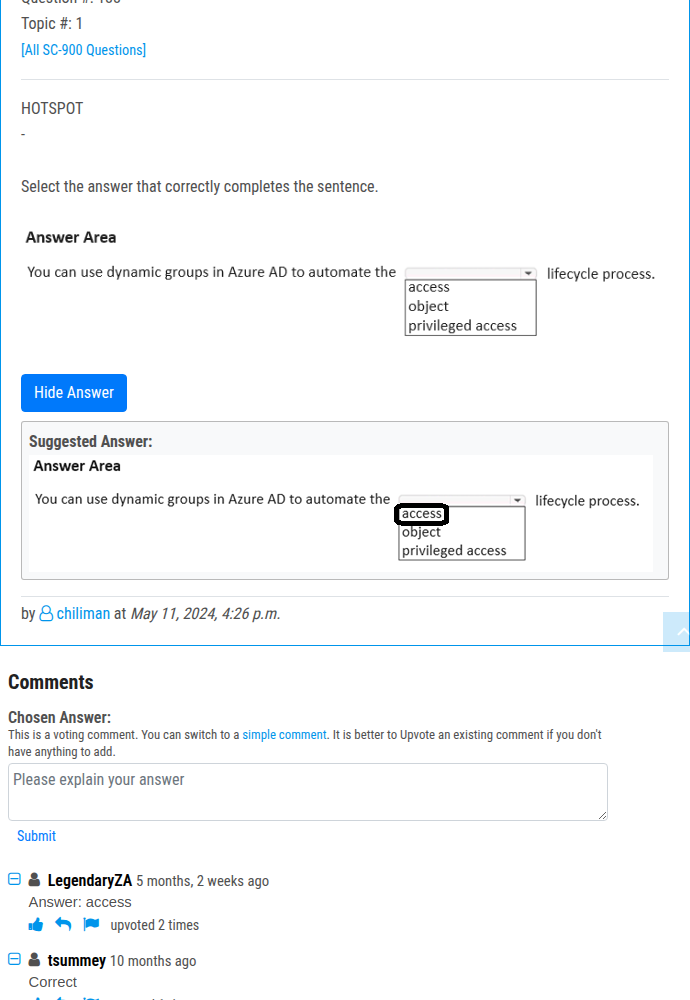 Topic #: 1
[All SC-900 Questions]
HOTSPOT
-
Select the answer that correctly completes the sentence.
Answer Area
You can use dynamic groups in Azure AD to automate the lifecycle process.
access
object
privileged access
Hide Answer
Suggested Answer:
Answer Area
You can use dynamic groups in Azure AD to automate the lifecycle process.
access
object
privileged access
by chiliman at May 11, 2024, 4:26 p.m.
Comments
Chosen Answer:
This is a voting comment. You can switch to a simple comment. It is better to Upvote an existing comment if you don't
have anything to add.
Please explain your answer
Submit
LegendaryZA 5 months, 2 weeks ago
Answer: access
upvoted 2 times
tsummey 10 months ago
Correct